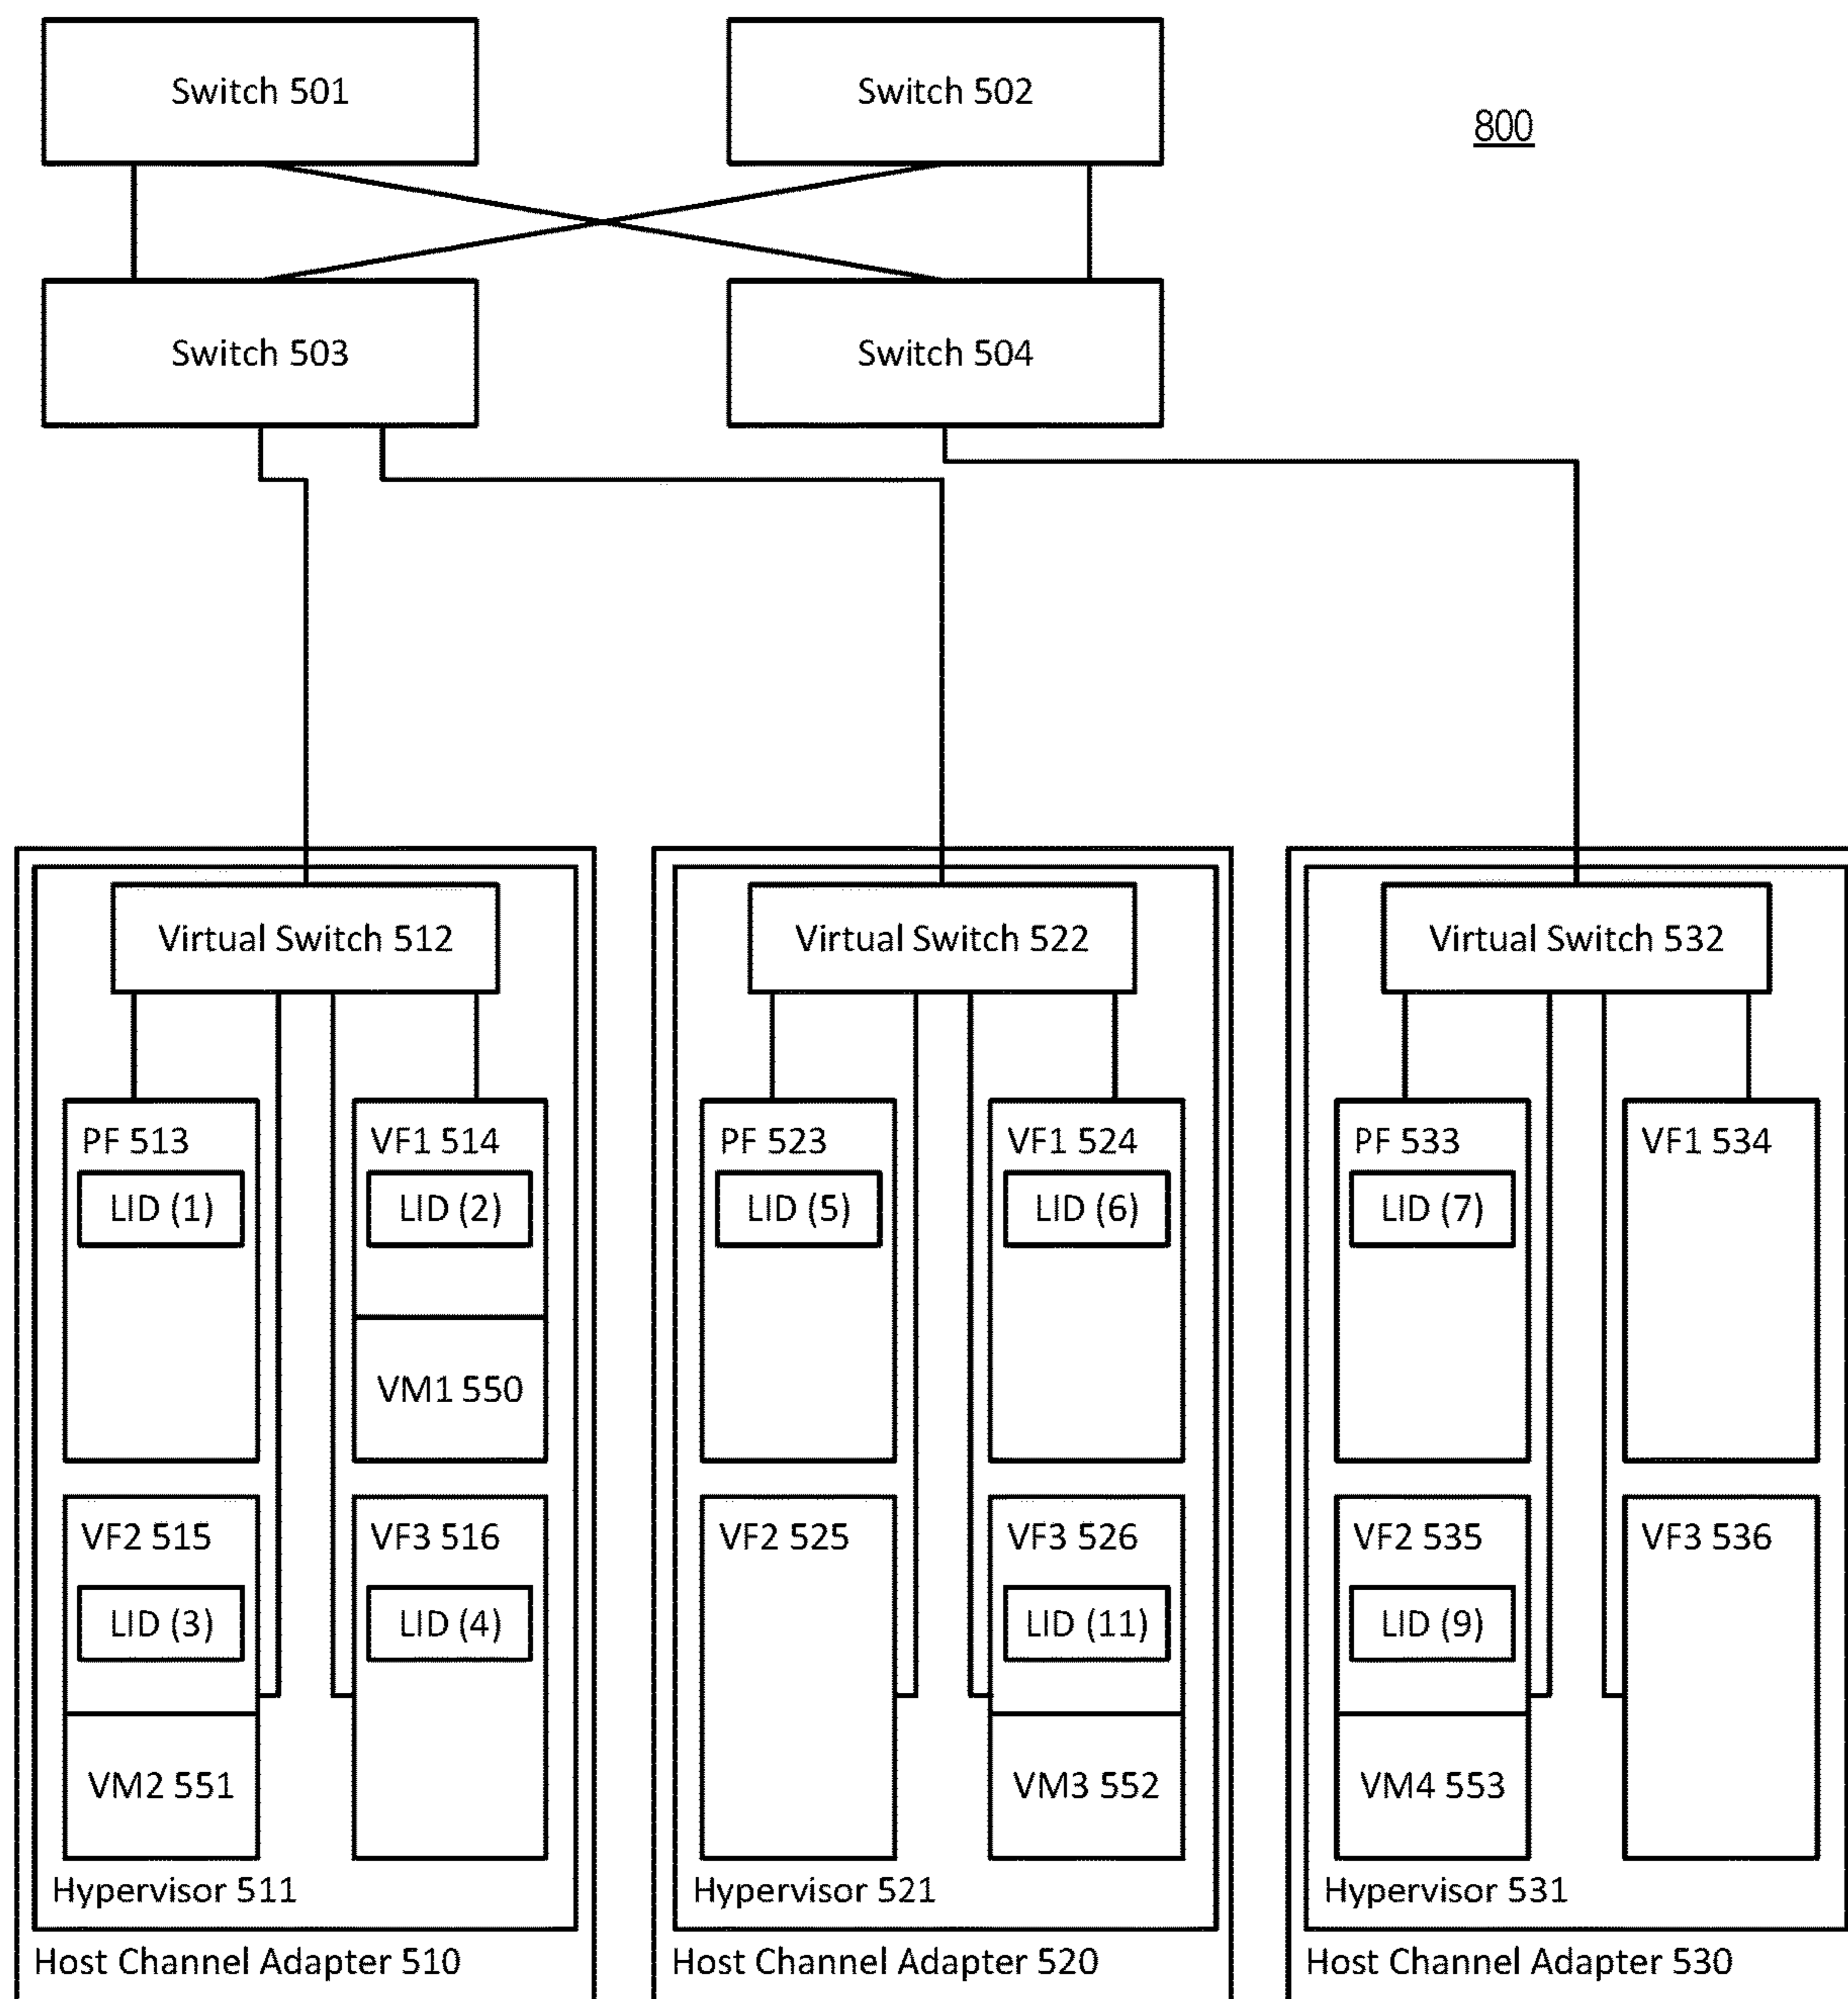 Switch 501
Switch 502
800
Switch 503
Switch 504
Virtual Switch 512
Virtual Switch 522
Virtual Switch 532
PF 513
LID (1)
VF1 514
LID (2)
VM1 550
PF 523
LID (5)
VF1 524
LID (6)
PF 533
LID (7)
VF1 534
VF2 515
LID (3)
VM2 551
VF3 516
LID (4)
VF2 525
VF3 526
LID (11)
VM3 552
VF2 535
LID (9)
VM4 553
VF3 536
Hypervisor 511
Hypervisor 521
Hypervisor 531
Host Channel Adapter 510
Host Channel Adapter 520
Host Channel Adapter 530